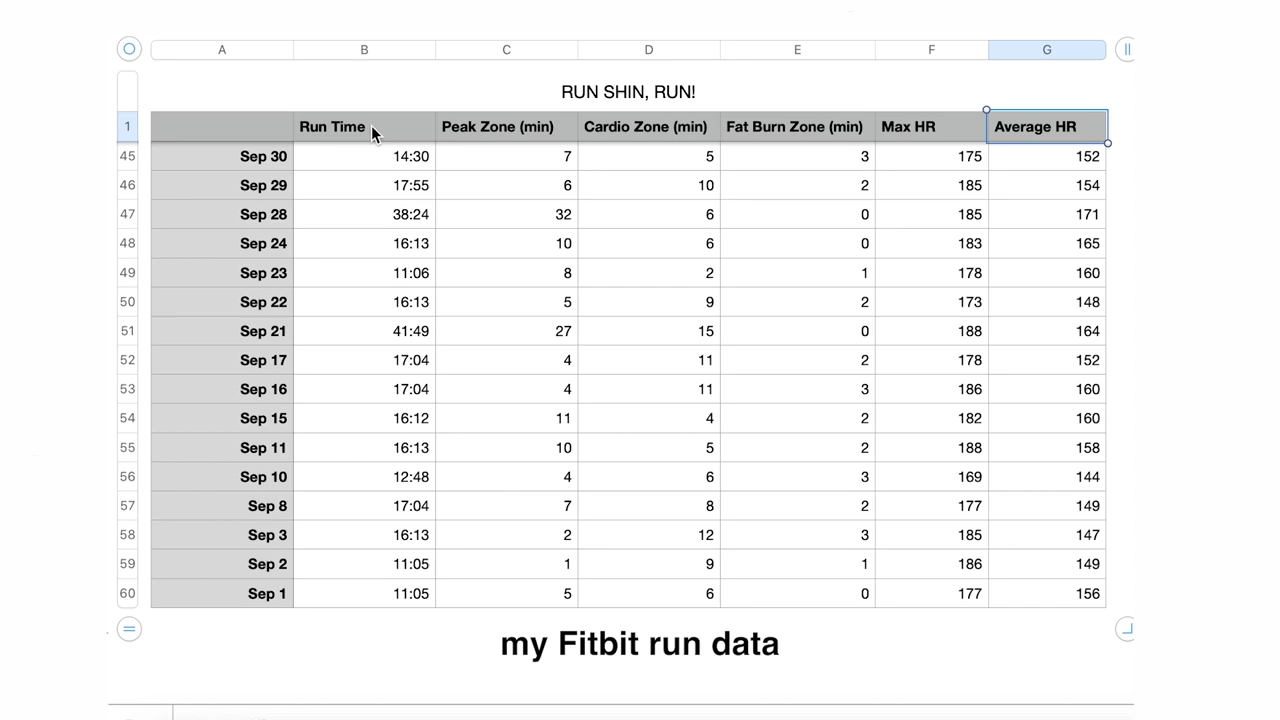 A B C D E F G
RUN SHIN, RUN!
1 Run Time Peak Zone (min) Cardio Zone (min) Fat Burn Zone (min) Max HR Average HR
45 Sep 30 14:30 7 5 3 175 152
46 Sep 29 17:55 6 10 2 185 154
47 Sep 28 38:24 32 6 0 185 171
48 Sep 24 16:13 10 6 0 183 165
49 Sep 23 11:06 8 2 1 178 160
50 Sep 22 16:13 5 9 2 173 148
51 Sep 21 41:49 27 15 0 188 164
52 Sep 17 17:04 4 11 2 178 152
53 Sep 16 17:04 4 11 3 186 160
54 Sep 15 16:12 11 4 2 182 160
55 Sep 11 16:13 10 5 2 188 158
56 Sep 10 12:48 4 6 3 169 144
57 Sep 8 17:04 7 8 2 177 149
58 Sep 3 16:13 2 12 3 185 147
59 Sep 2 11:05 1 9 1 186 149
60 Sep 1 11:05 5 6 0 177 156
my Fitbit run data